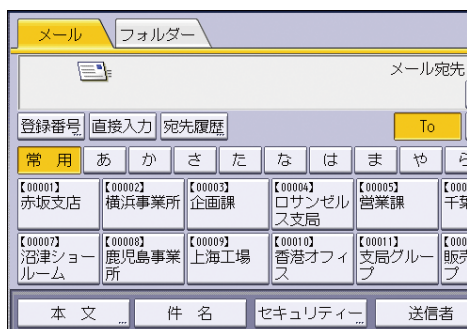 メール フォルダー
メール宛先
登録番号 直接入力 宛先履歴 To
常用 あ か さ た な は ま や ら
【00001】 【00002】 【00003】 【00004】 【00005】
赤坂支店 横浜事業所 企画課 ロサンゼル 営業課
ス支局
【00007】 【00008】 【00009】 【00010】 【00011】
沼津ショー 鹿児島事業 上海工場 香港オフィ 支局グルー
ルーム 所 ス プ プ
本文 件名 セキュリティー 送信者